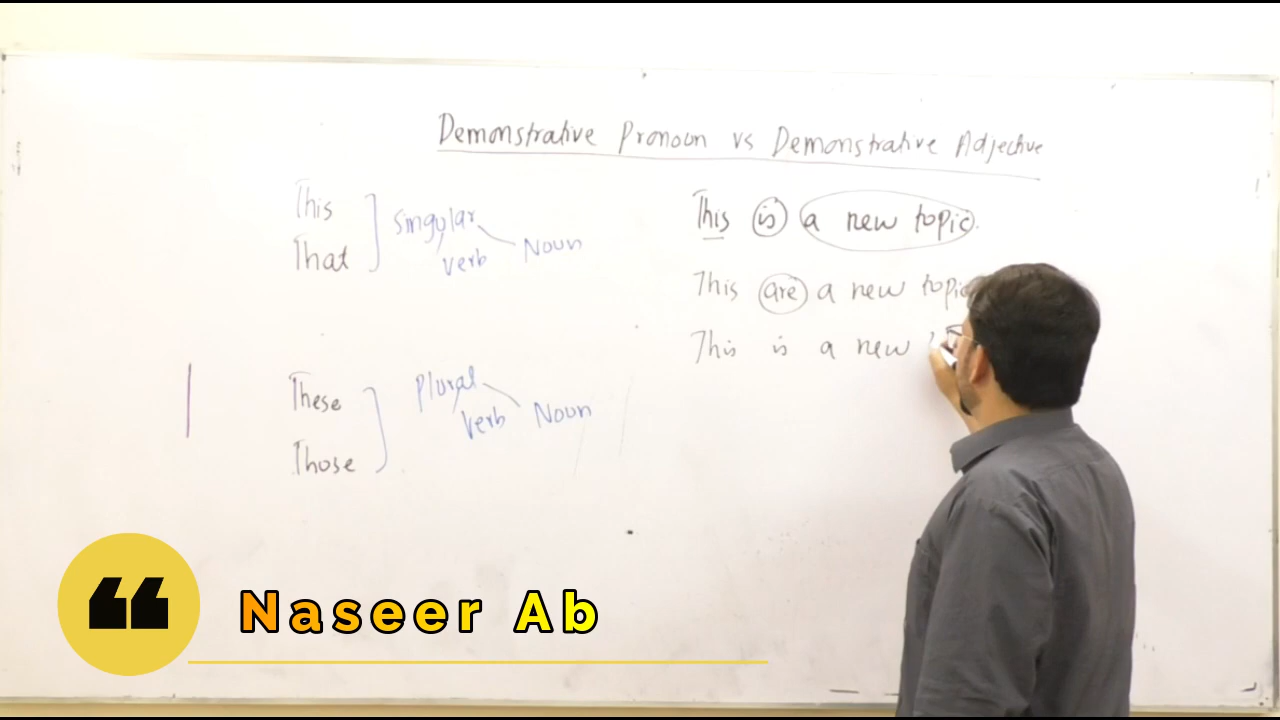 Demonstrative Pronoun vs Demonstrative Adjective
This
That
Singular
verb
Noun
These
Those
Plural
verb
Noun
This is a new topic.
This are a new topic
This is a new
Naseer Ab